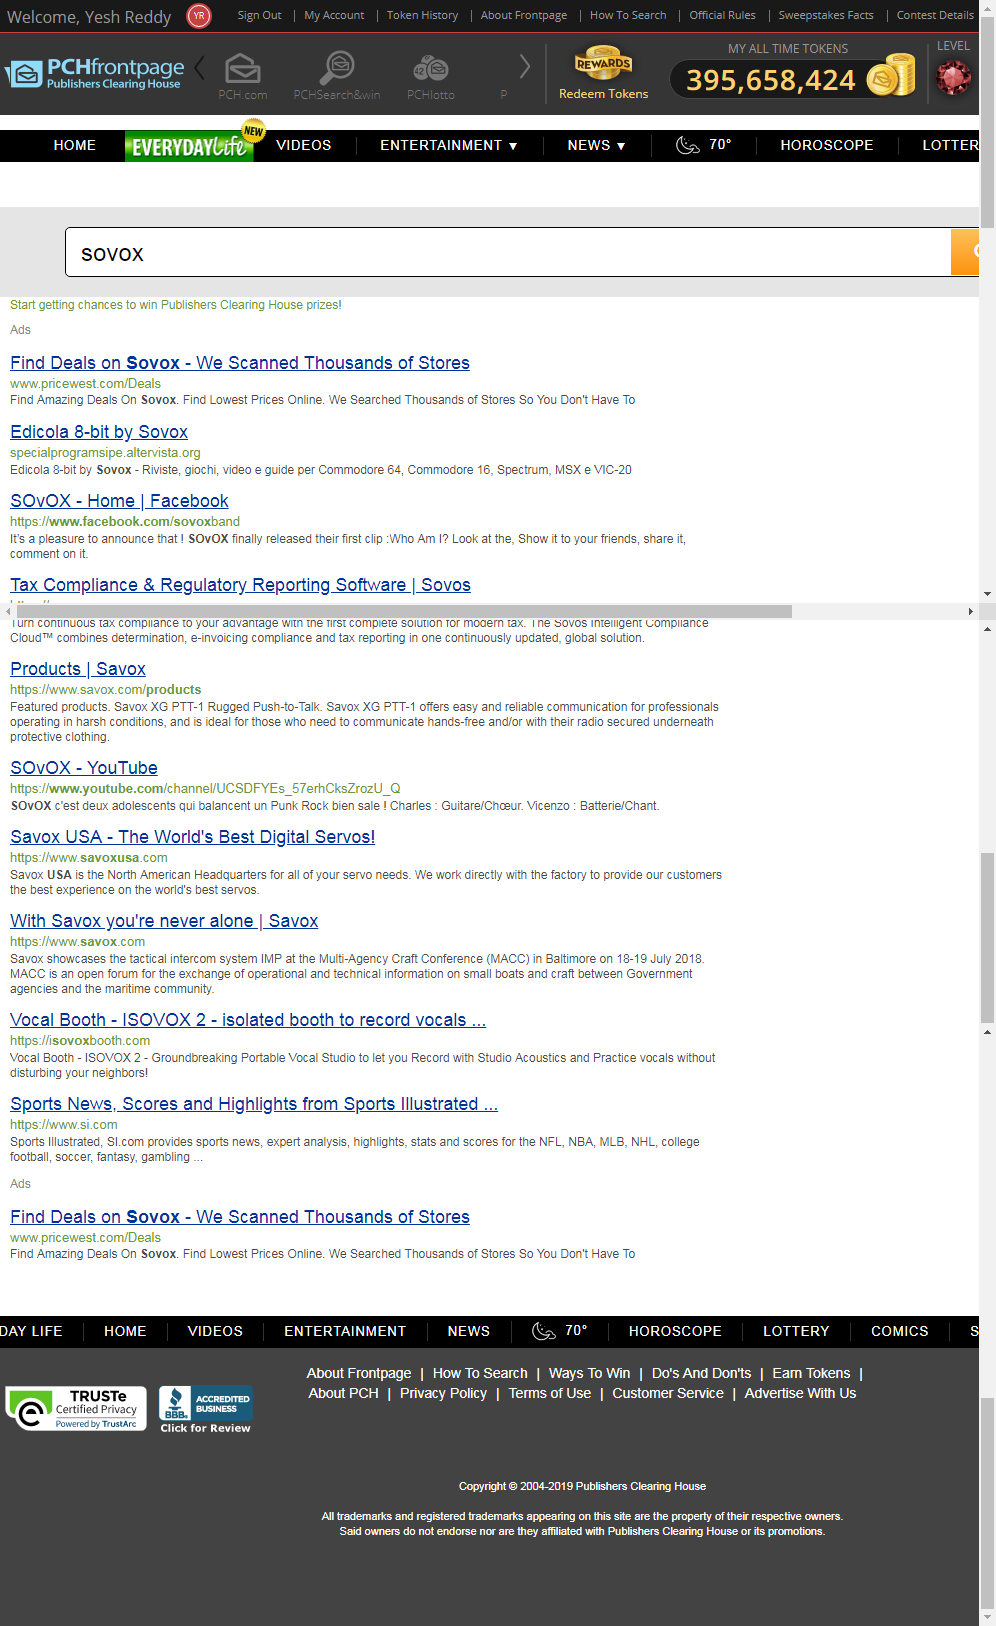 Welcome, Yesh Reddy YR Sign Out | My Account | Token History | About Frontpage | How To Search | Official Rules | Sweepstakes Facts | Contest Details
PCHfrontpage
Publishers Clearing House
PCH.com PCHSearch&win 42 PCHlotto P
REWARDS
Redeem Tokens
MY ALL TIME TOKENS
395,658,424
LEVEL
HOME EVERYDAY Life NEW VIDEOS ENTERTAINMENT ▼ NEWS ▼ 70° HOROSCOPE LOTTER
sovox
Start getting chances to win Publishers Clearing House prizes!
Ads
Find Deals on Sovox - We Scanned Thousands of Stores
www.pricewest.com/Deals
Find Amazing Deals On Sovox. Find Lowest Prices Online. We Searched Thousands of Stores So You Don't Have To
Edicola 8-bit by Sovox
specialprogramsipe.altervista.org
Edicola 8-bit by Sovox - Riviste, giochi, video e guide per Commodore 64, Commodore 16, Spectrum, MSX e VIC-20
SOvOX - Home | Facebook
https://www.facebook.com/sovoxband
It's a pleasure to announce that ! SOvOX finally released their first clip :Who Am I? Look at the, Show it to your friends, share it,
comment on it.
Tax Compliance & Regulatory Reporting Software | Sovos
Turn continuous tax compliance to your advantage with the first complete solution for modern tax. The Sovos Intelligent Compliance
Cloud™ combines determination, e-invoicing compliance and tax reporting in one continuously updated, global solution.
Products | Savox
https://www.savox.com/products
Featured products. Savox XG PTT-1 Rugged Push-to-Talk. Savox XG PTT-1 offers easy and reliable communication for professionals
operating in harsh conditions, and is ideal for those who need to communicate hands-free and/or with their radio secured underneath
protective clothing.
SOvOX - YouTube
https://www.youtube.com/channel/UCSDFYEs_57erhCksZrozU_Q
SOvOX c'est deux adolescents qui balancent un Punk Rock bien sale ! Charles : Guitare/Chœur. Vicenzo : Batterie/Chant.
Savox USA - The World's Best Digital Servos!
https://www.savoxusa.com
Savox USA is the North American Headquarters for all of your servo needs. We work directly with the factory to provide our customers
the best experience on the world's best servos.
With Savox you're never alone | Savox
https://www.savox.com
Savox showcases the tactical intercom system IMP at the Multi-Agency Craft Conference (MACC) in Baltimore on 18-19 July 2018.
MACC is an open forum for the exchange of operational and technical information on small boats and craft between Government
agencies and the maritime community.
Vocal Booth - ISOVOX 2 - isolated booth to record vocals ...
https://isovoxbooth.com
Vocal Booth - ISOVOX 2 - Groundbreaking Portable Vocal Studio to let you Record with Studio Acoustics and Practice vocals without
disturbing your neighbors!
Sports News, Scores and Highlights from Sports Illustrated ...
https://www.si.com
Sports Illustrated, SI.com provides sports news, expert analysis, highlights, stats and scores for the NFL, NBA, MLB, NHL, college
football, soccer, fantasy, gambling ...
Ads
Find Deals on Sovox - We Scanned Thousands of Stores
www.pricewest.com/Deals
Find Amazing Deals On Sovox. Find Lowest Prices Online. We Searched Thousands of Stores So You Don't Have To
DAY LIFE HOME VIDEOS ENTERTAINMENT NEWS 70° HOROSCOPE LOTTERY COMICS S
About Frontpage | How To Search | Ways To Win | Do's And Don'ts | Earn Tokens |
About PCH | Privacy Policy | Terms of Use | Customer Service | Advertise With Us
TRUSTe
Certified Privacy
Powered by TrustArc
BBB
ACCREDITED
BUSINESS
Click for Review
Copyright © 2004-2019 Publishers Clearing House
All trademarks and registered trademarks appearing on this site are the property of their respective owners.
Said owners do not endorse nor are they affiliated with Publishers Clearing House or its promotions.